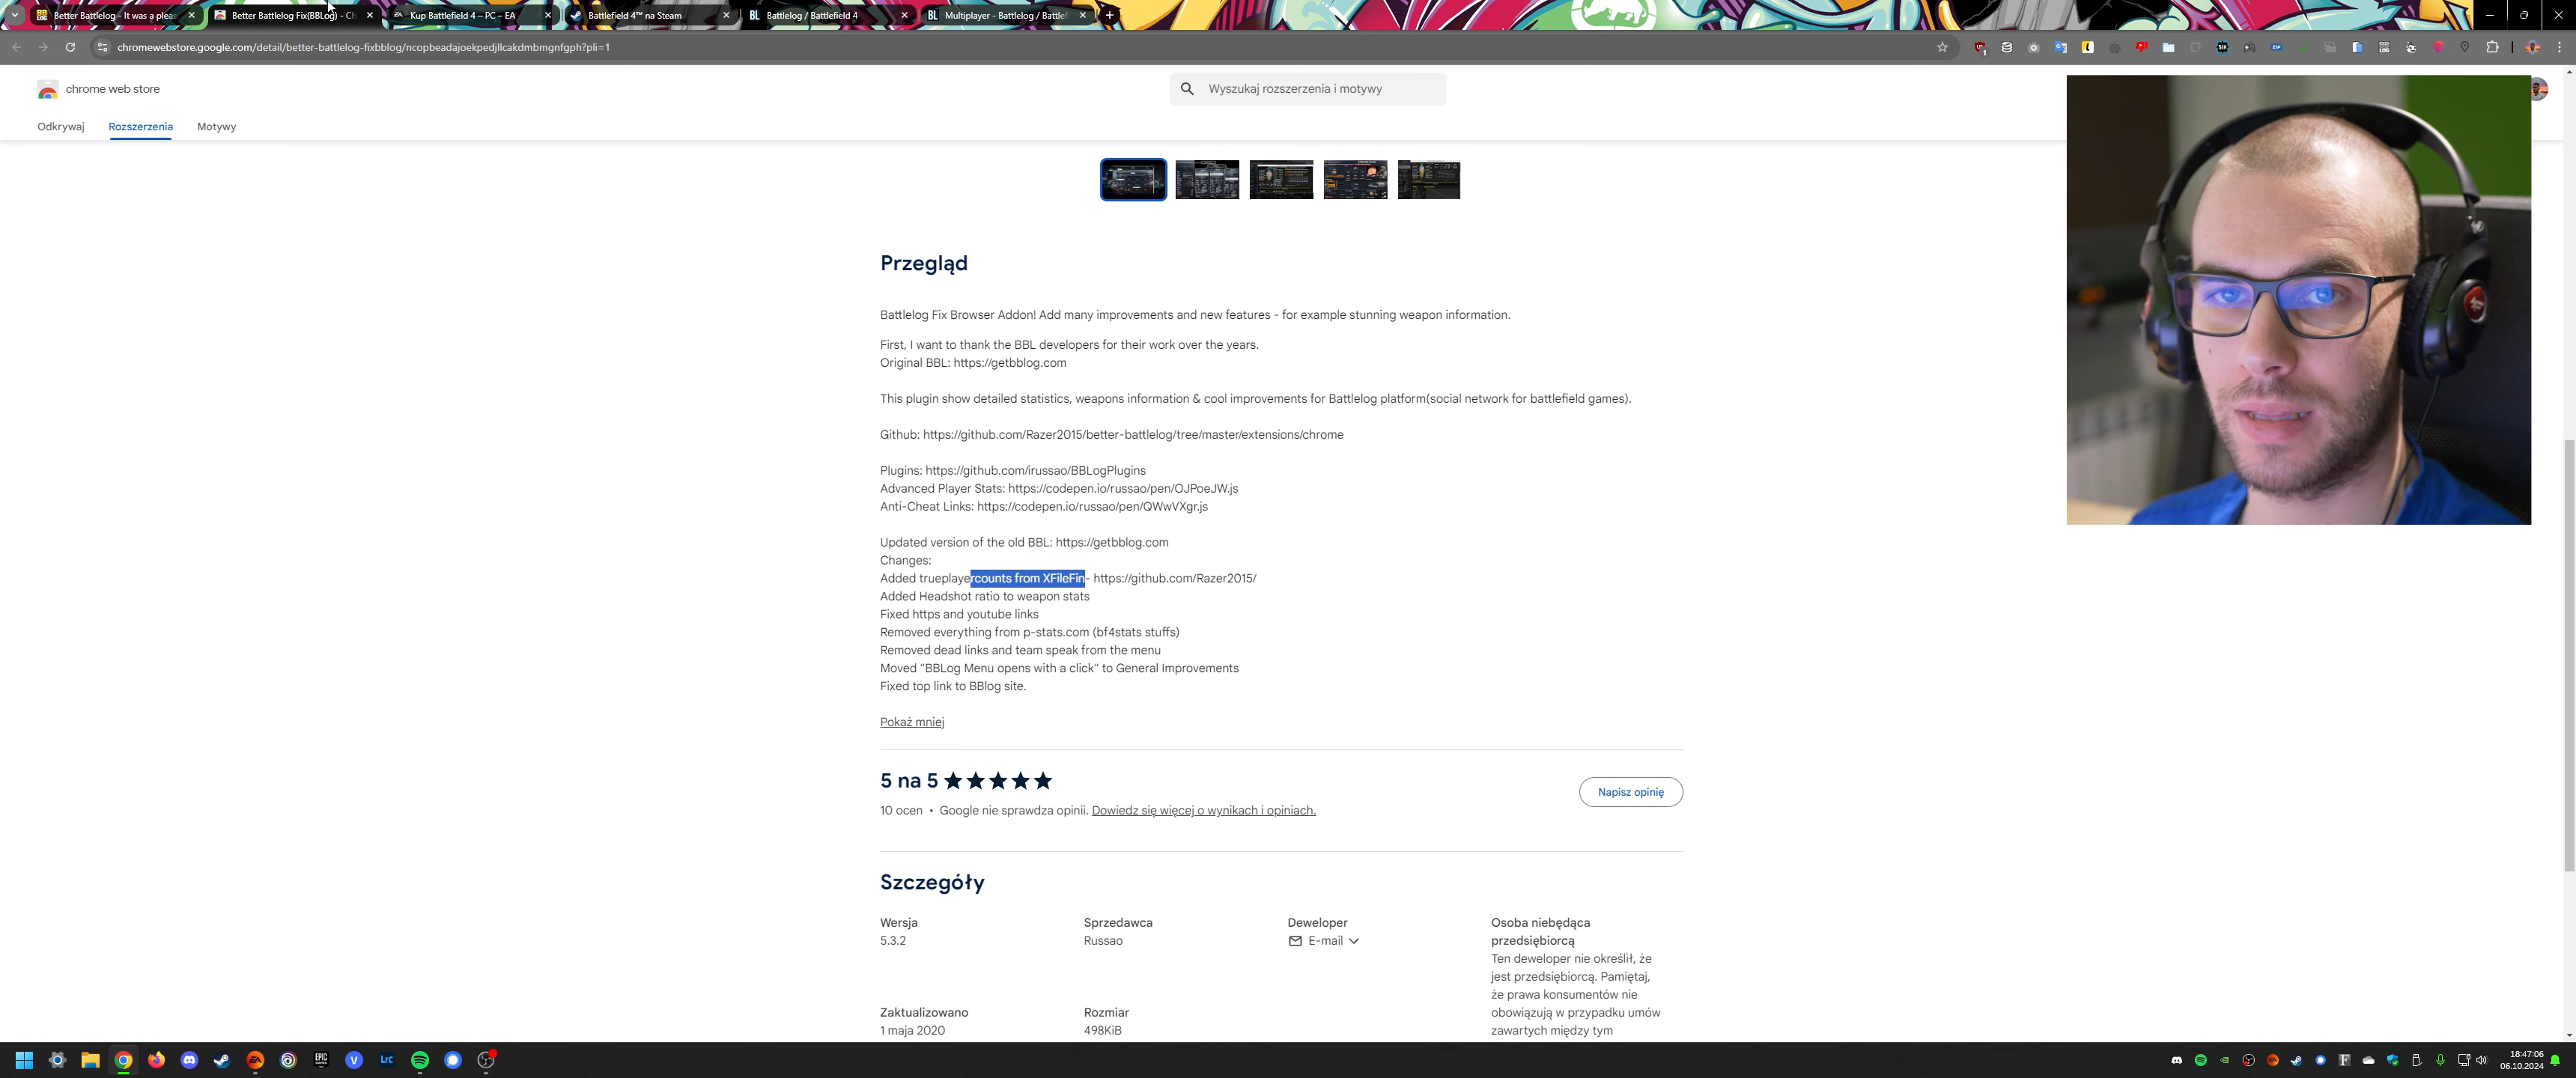 Better Battlelog - It was a pleas
Better Battlelog Fix(BBLog) - Ch
Kup Battlefield 4 – PC – EA
Battlefield 4™ na Steam
Battlelog / Battlefield 4
Multiplayer - Battlelog / Battlefi
chromewebstore.google.com/detail/better-battlelog-fixbblog/ncopbeadajoekpedjllcakdmbmgnfgph?pli=1
chrome web store
Wyszukaj rozszerzenia i motywy
Odkrywaj
Rozszerzenia
Motywy
Przegląd
Battlelog Fix Browser Addon! Add many improvements and new features - for example stunning weapon information.
First, I want to thank the BBL developers for their work over the years.
Original BBL: https://getbblog.com
This plugin show detailed statistics, weapons information & cool improvements for Battlelog platform(social network for battlefield games).
Github: https://github.com/Razer2015/better-battlelog/tree/master/extensions/chrome
Plugins: https://github.com/irussao/BBLogPlugins
Advanced Player Stats: https://codepen.io/russao/pen/OJPoeJW.js
Anti-Cheat Links: https://codepen.io/russao/pen/QWwVXgr.js
Updated version of the old BBL: https://getbblog.com
Changes:
Added trueplayercounts from XFileFin- https://github.com/Razer2015/
Added Headshot ratio to weapon stats
Fixed https and youtube links
Removed everything from p-stats.com (bf4stats stuffs)
Removed dead links and team speak from the menu
Moved "BBLog Menu opens with a click" to General Improvements
Fixed top link to BBlog site.
Pokaż mniej
5 na 5
Napisz opinię
10 ocen • Google nie sprawdza opinii. Dowiedz się więcej o wynikach i opiniach.
Szczegóły
Wersja
5.3.2
Sprzedawca
Russao
Deweloper
E-mail
Osoba niebędąca
przedsiębiorcą
Ten deweloper nie określił, że
jest przedsiębiorcą. Pamiętaj,
że prawa konsumentów nie
obowiązują w przypadku umów
zawartych między tym
Zaktualizowano
1 maja 2020
Rozmiar
498KiB
EPIC
Lrc
18:47:06
06.10.2024